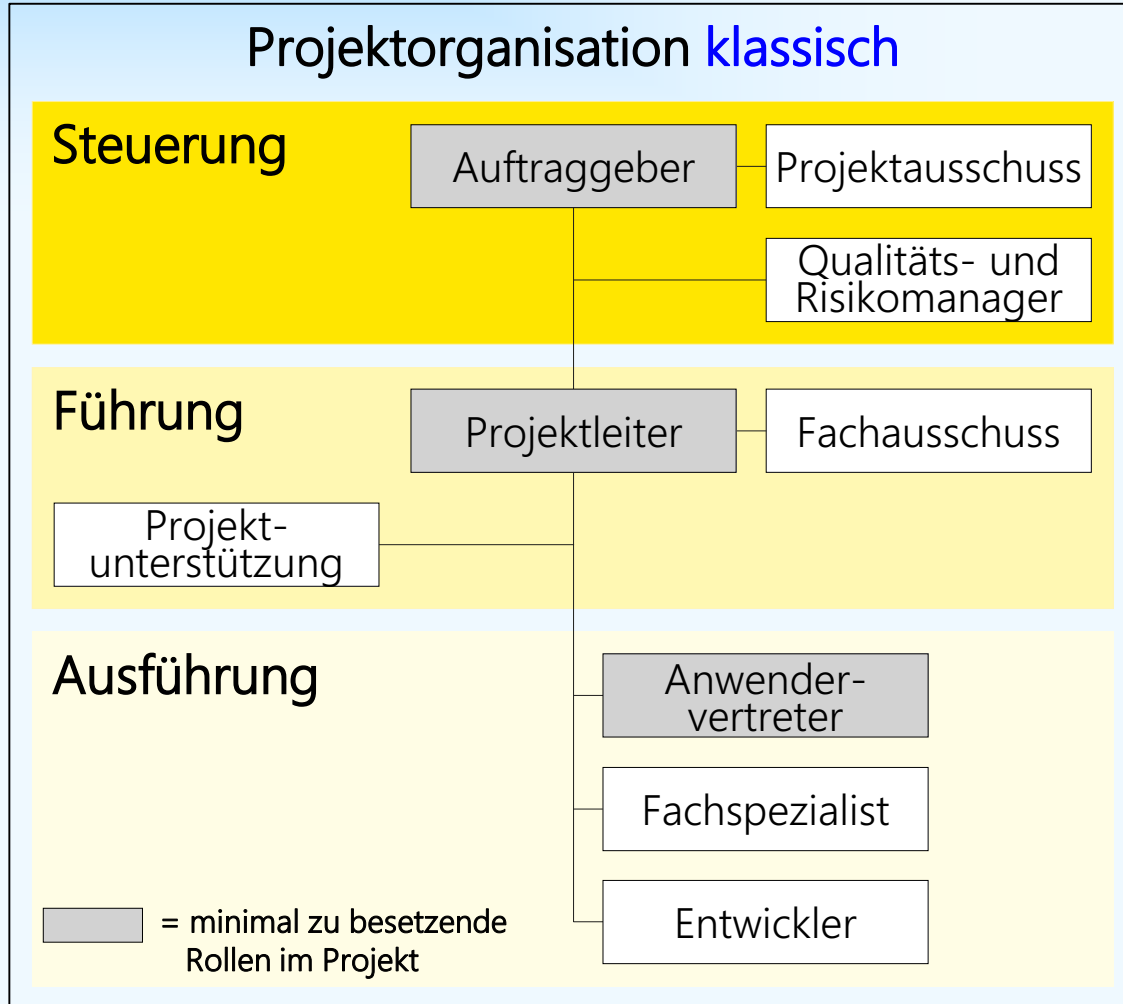 Projektorganisation klassisch
Steuerung
Auftraggeber
Projektausschuss
Qualitäts- und
Risikomanager
Führung
Projektleiter
Fachausschuss
Projekt-
unterstützung
Ausführung
Anwender-
vertreter
Fachspezialist
Entwickler
= minimal zu besetzende
Rollen im Projekt